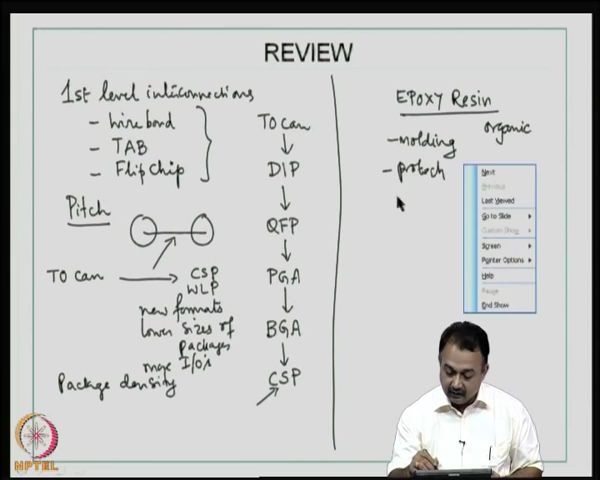 REVIEW
1st level interconnections
- wirebond
- TAB
- Flipchip
Pitch
TO can
CSP
WLP
new formats
lower sizes of
packages
more I/O's
Package density
TO can
DIP
QFP
PGA
BGA
CSP
EPOXY Resin
organic
- molding
- protech
Next
Previous
Last Viewed
Go to Slide
Custom Show
Screen
Pointer Options
Help
Pause
End Show
NPTEL